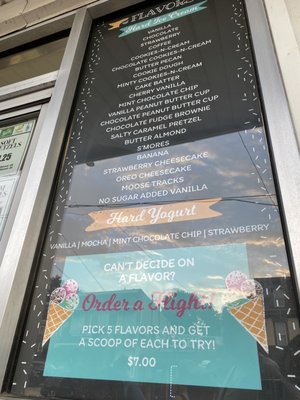 FLAVORS
Hard Ice Cream
VANILLA
CHOCOLATE
STRAWBERRY
COFFEE
COOKIES-N-CREAM
CHOCOLATE COOKIES-N-CREAM
BUTTER PECAN
COOKIE DOUGH
MINTY COOKIES-N-CREAM
CAKE BATTER
CHERRY VANILLA
MINT CHOCOLATE CHIP
VANILLA PEANUT BUTTER CUP
CHOCOLATE PEANUT BUTTER CUP
CHOCOLATE FUDGE BROWNIE
SALTY CARAMEL PRETZEL
BUTTER ALMOND
S'MORES
BANANA
STRAWBERRY CHEESECAKE
OREO CHEESECAKE
MOOSE TRACKS
NO SUGAR ADDED VANILLA
Hard Yogurt
VANILLA | MOCHA | MINT CHOCOLATE CHIP | STRAWBERRY
CAN'T DECIDE ON
A FLAVOR?
Order a flight
PICK 5 FLAVORS AND GET
A SCOOP OF EACH TO TRY!
$7.00